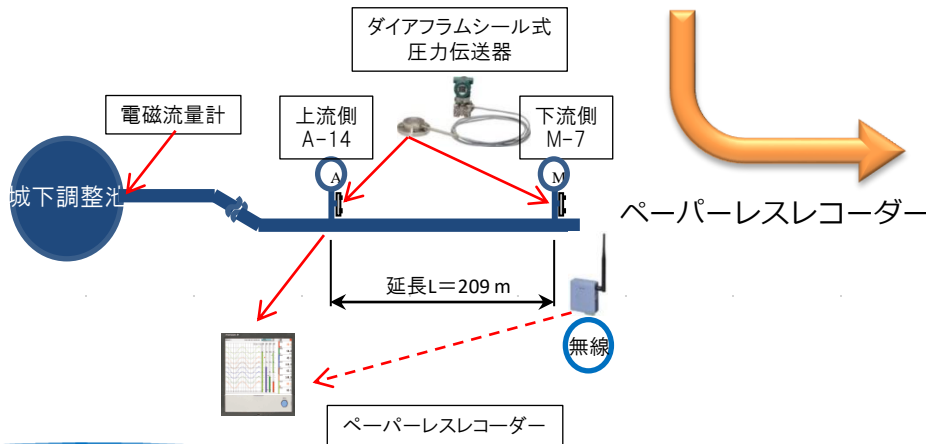 ダイアフラムシール式
圧力伝送器
電磁流量計
上流側
A-14
下流側
M-7
城下調整池
A
M
ペーパーレスレコーダー
延長L=209 m
無線
ペーパーレスレコーダー